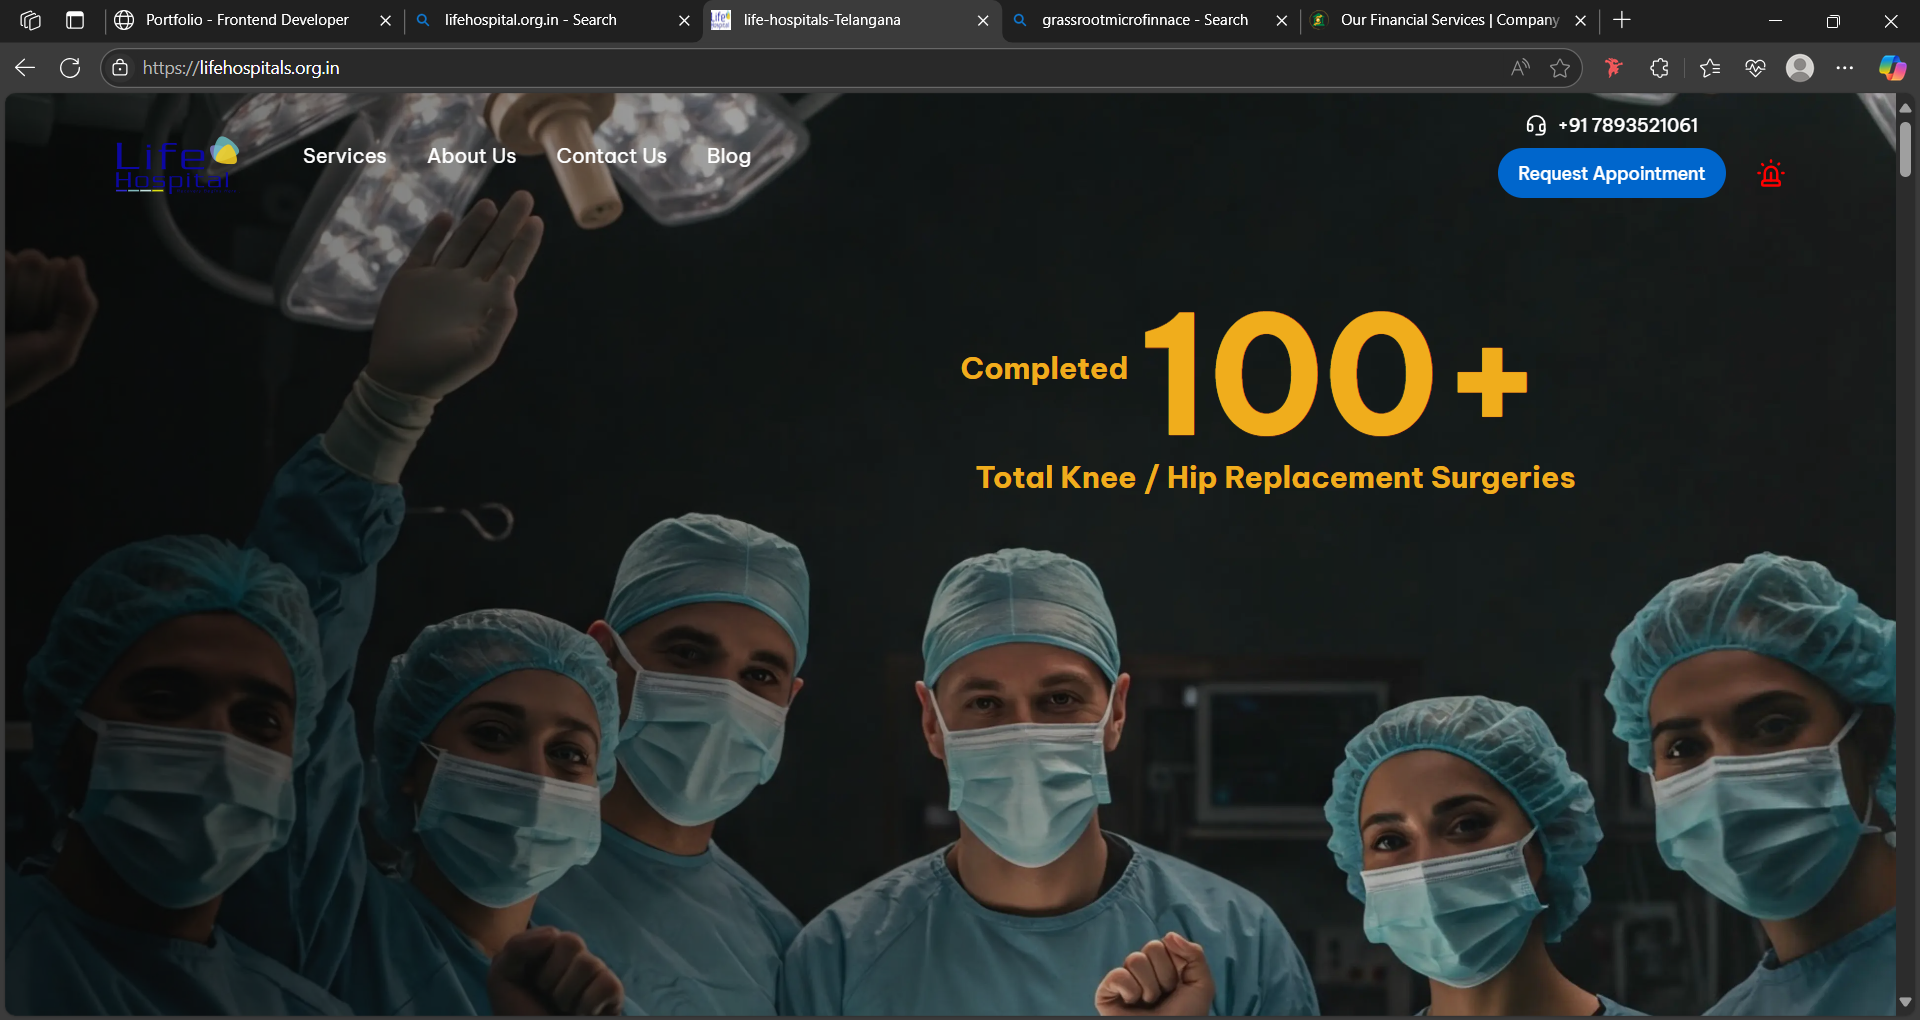 Portfolio - Frontend Developer
lifehospital.org.in - Search
life-hospitals-Telangana
grassrootmicrofinnace - Search
Our Financial Services | Company
https://lifehospitals.org.in
+91 7893521061
Life
Hospital
Services
About Us
Contact Us
Blog
Request Appointment
Completed 100+
Total Knee / Hip Replacement Surgeries